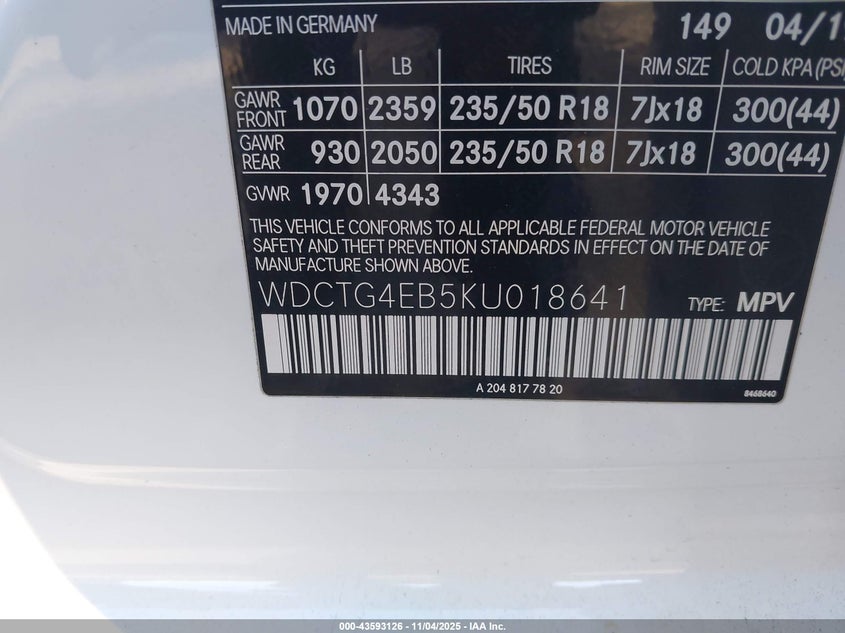 MADE IN GERMANY 149 04/1
KG LB TIRES RIM SIZE COLD KPA (PSI
GAWR FRONT 1070 2359 235/50 R18 7Jx18 300(44)
GAWR REAR 930 2050 235/50 R18 7Jx18 300(44)
GVWR 1970 4343
THIS VEHICLE CONFORMS TO ALL APPLICABLE FEDERAL MOTOR VEHICLE
SAFETY AND THEFT PREVENTION STANDARDS IN EFFECT ON THE DATE OF
MANUFACTURE SHOWN ABOVE.
WDCTG4EB5KU018641 TYPE: MPV
A 204 817 78 20 8468640
000-43593126 - 11/04/2025 - IAA Inc.